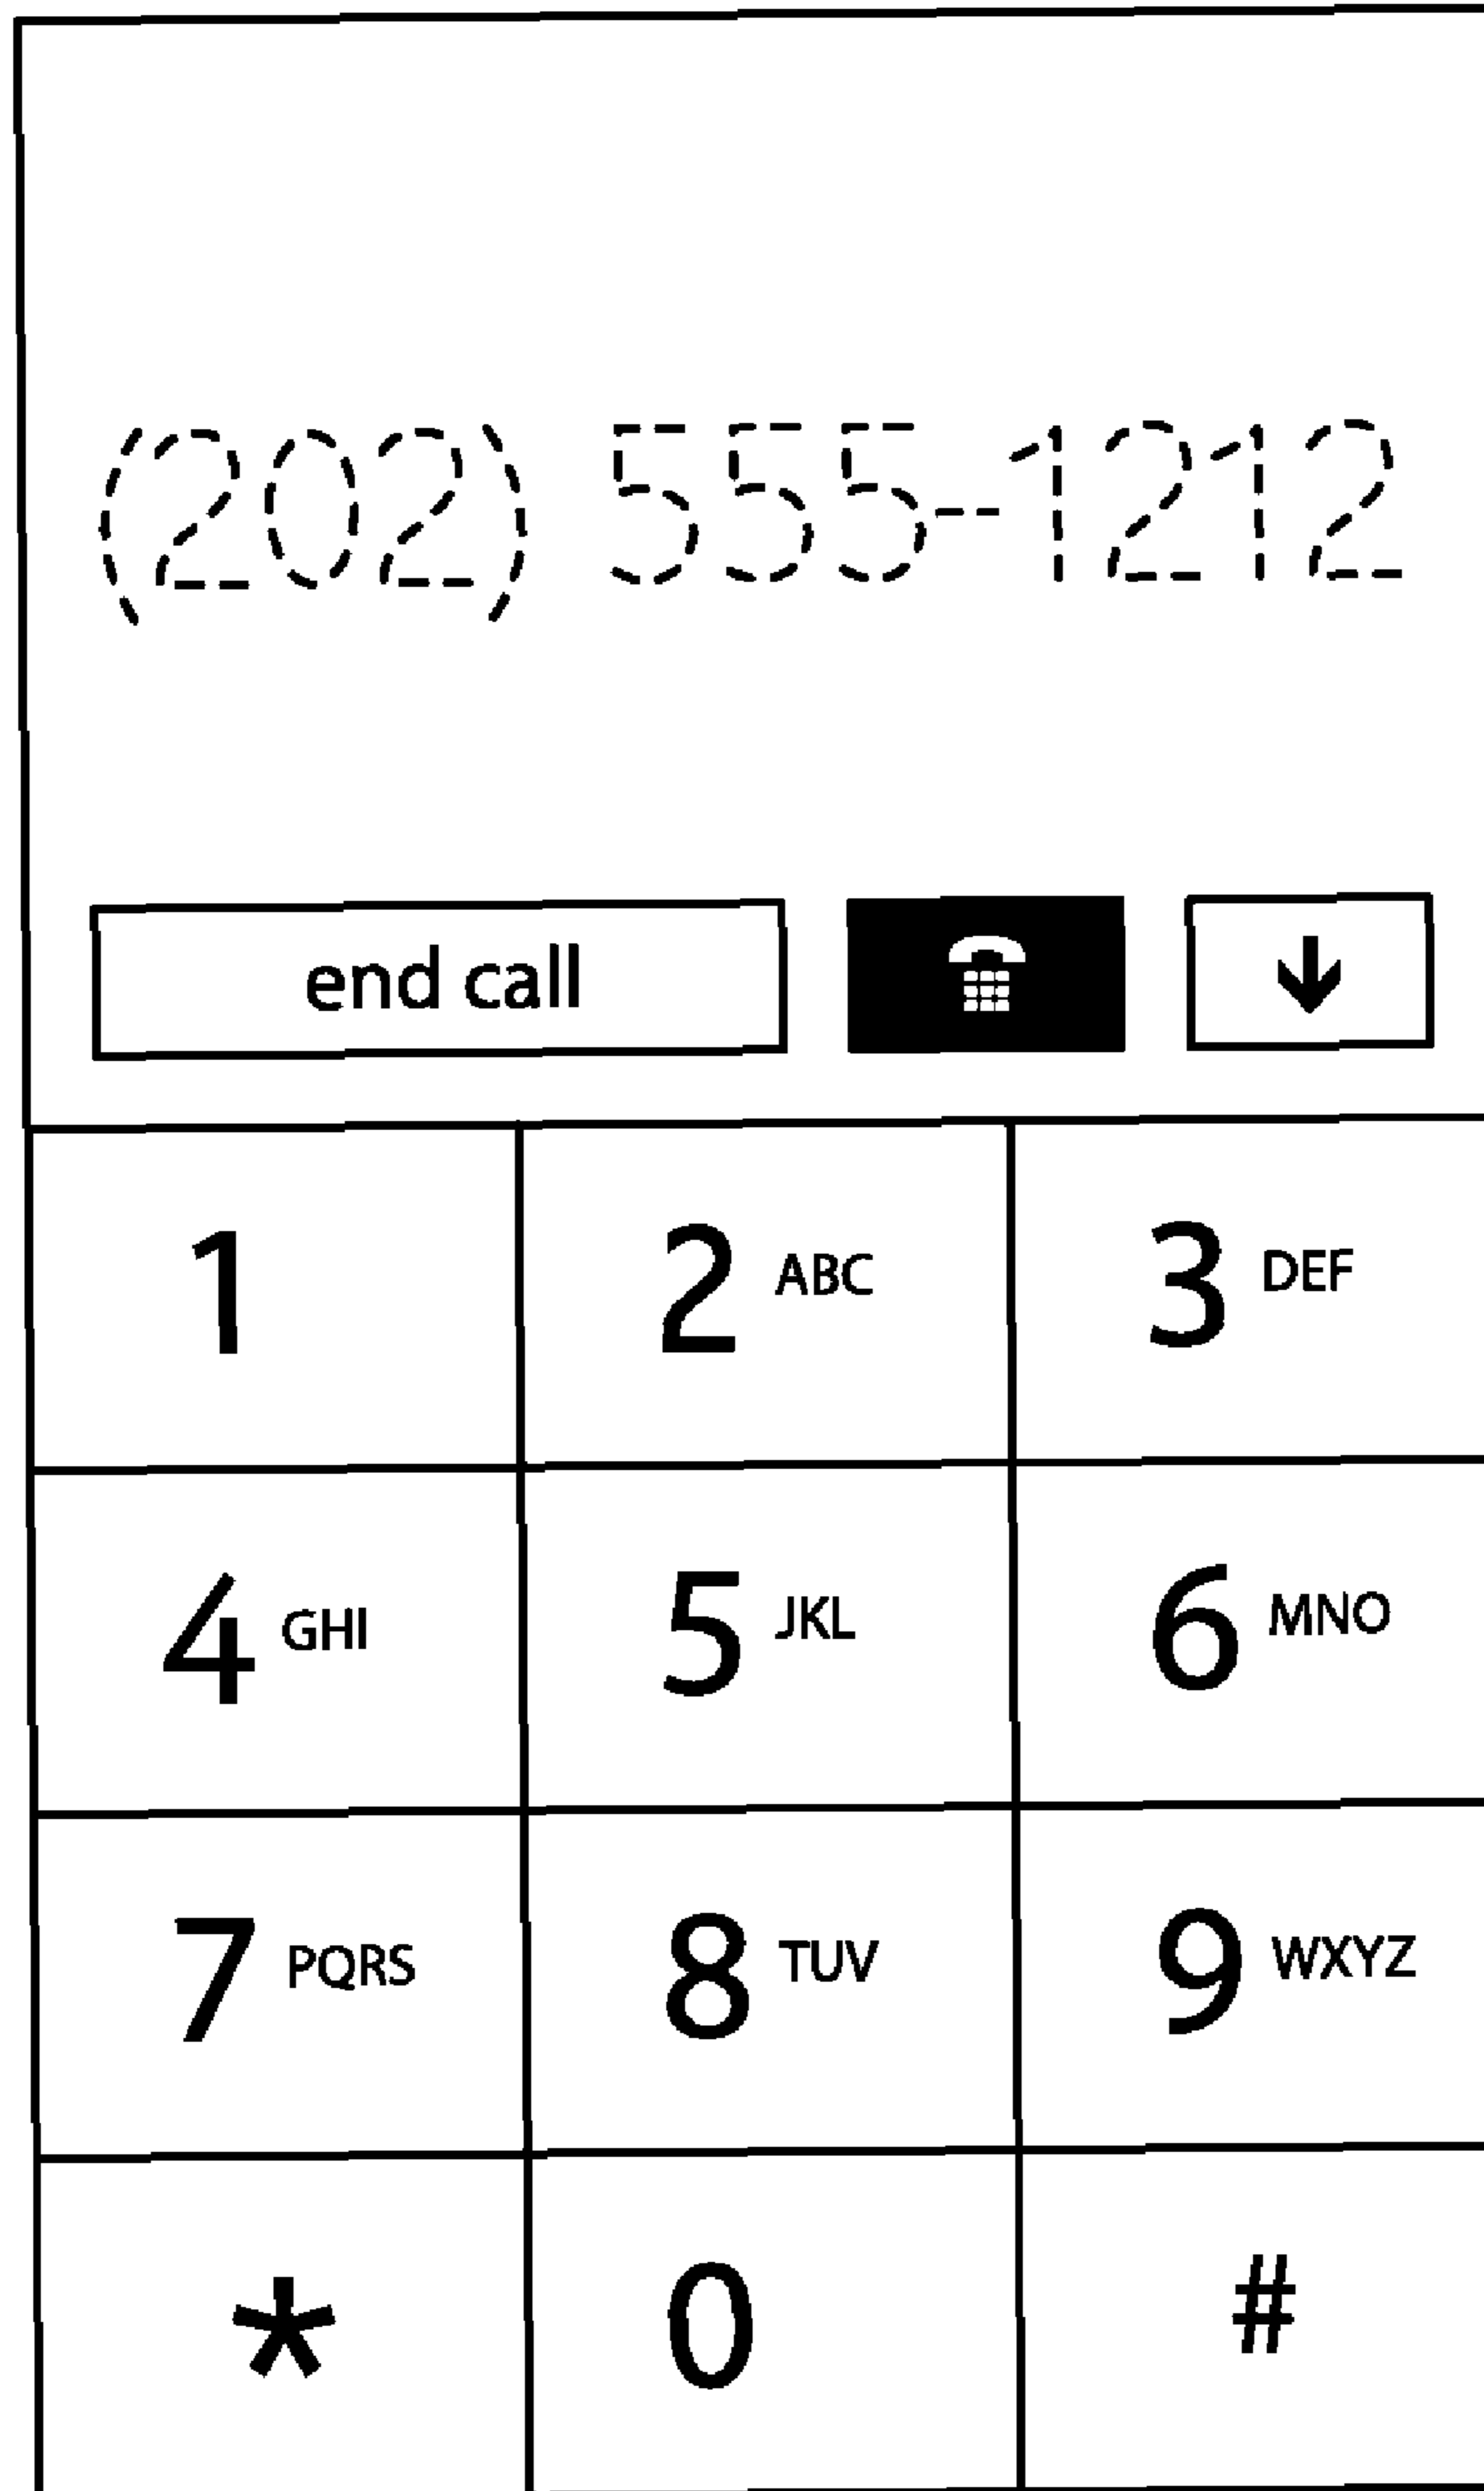 (202) 555-1212
end call
1 2 ABC 3 DEF
4 GHI 5 JKL 6 MNO
7 PQRS 8 TUV 9 WXYZ
* 0 #